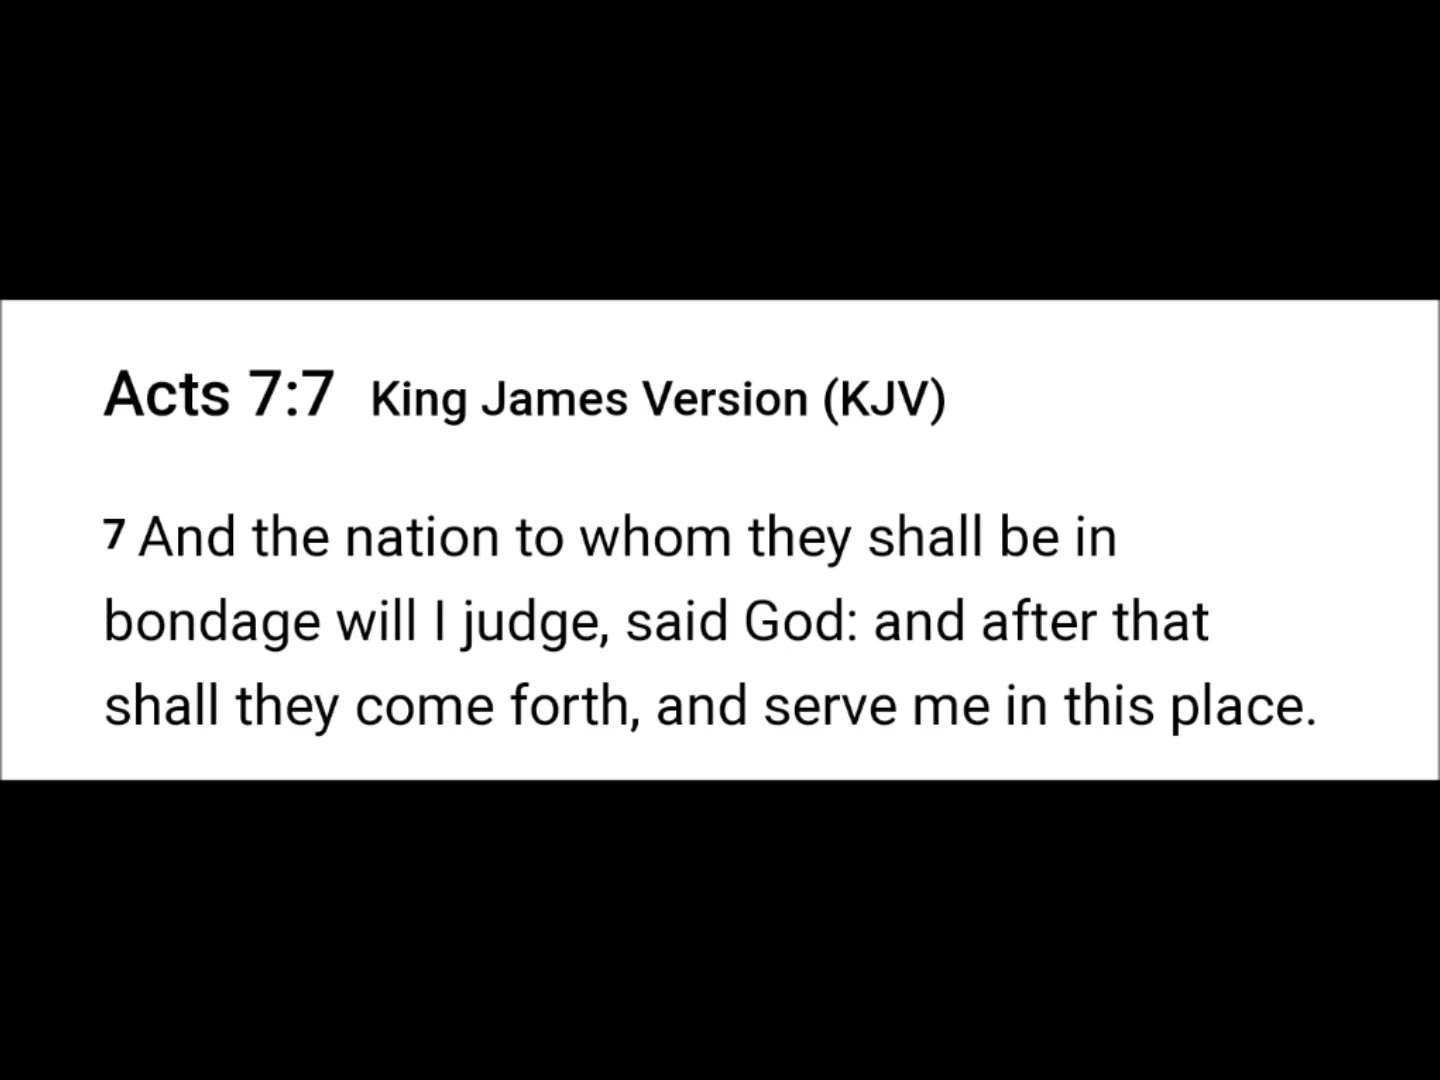 Acts 7:7 King James Version (KJV)
7 And the nation to whom they shall be in
bondage will I judge, said God: and after that
shall they come forth, and serve me in this place.